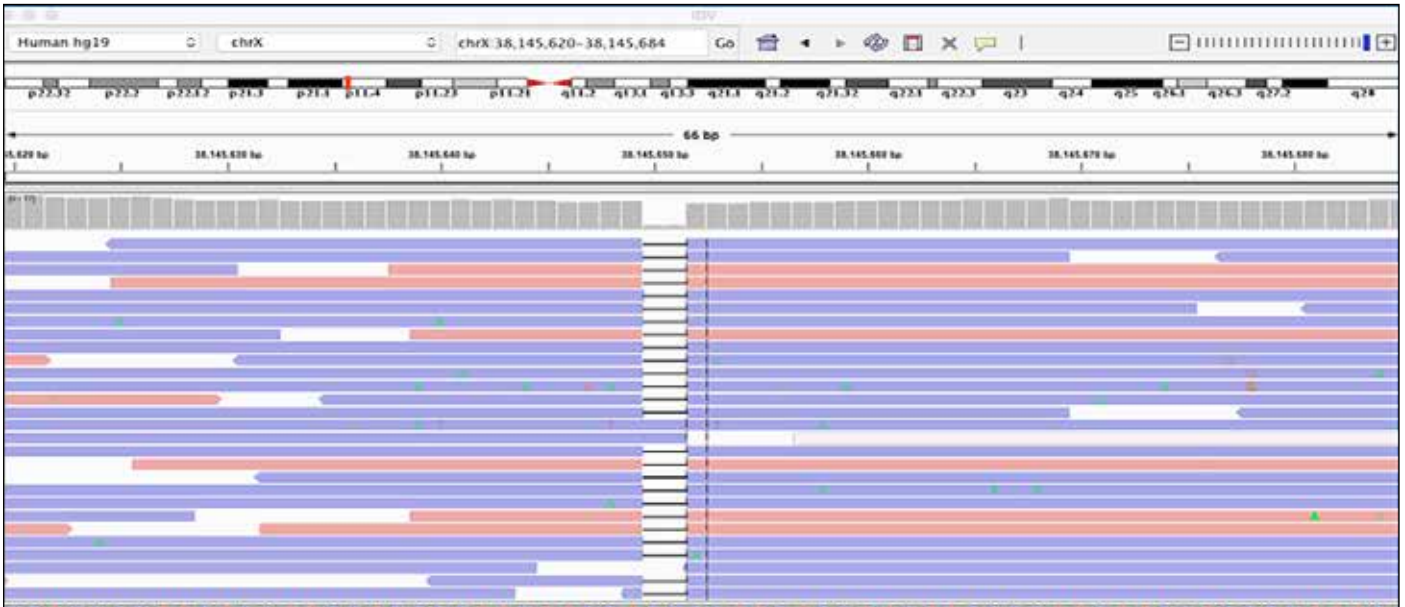 IGV
Human hg19 chrX chrX:38,145,620-38,145,684 Go
p22.32 p22.2 p22.12 p21.3 p21.1 p11.4 p11.23 p11.21 q11.2 q13.1 q13.3 q21.1 q21.2 q21.32 q22.1 q22.3 q23 q24 q25 q26.1 q26.3 q27.2 q28
66 bp
38,145,630 bp 38,145,640 bp 38,145,650 bp 38,145,660 bp 38,145,670 bp 38,145,680 bp